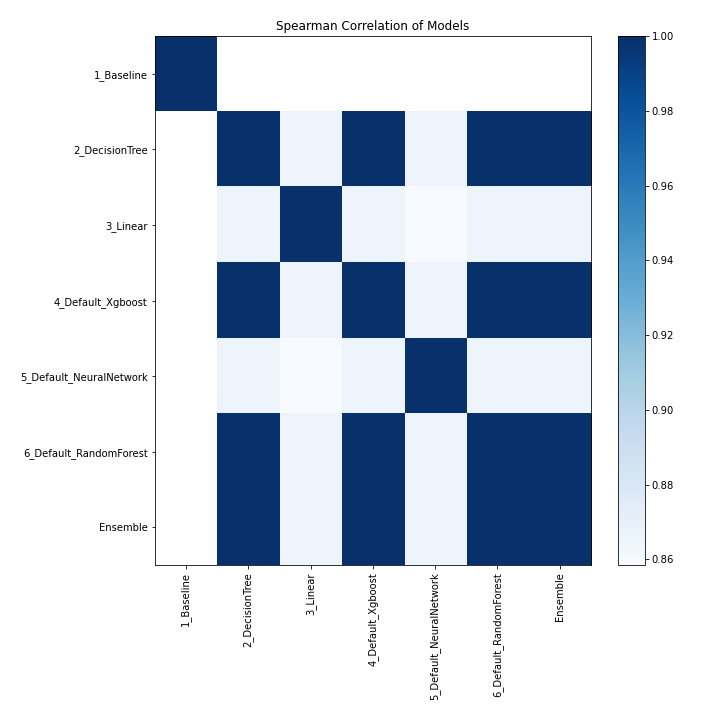 Spearman Correlation of Models
1_Baseline
2_DecisionTree
3_Linear
4_Default_Xgboost
5_Default_NeuralNetwork
6_Default_RandomForest
Ensemble
1_Baseline
2_DecisionTree
3_Linear
4_Default_Xgboost
5_Default_NeuralNetwork
6_Default_RandomForest
Ensemble
1.00
0.98
0.96
0.94
0.92
0.90
0.88
0.86